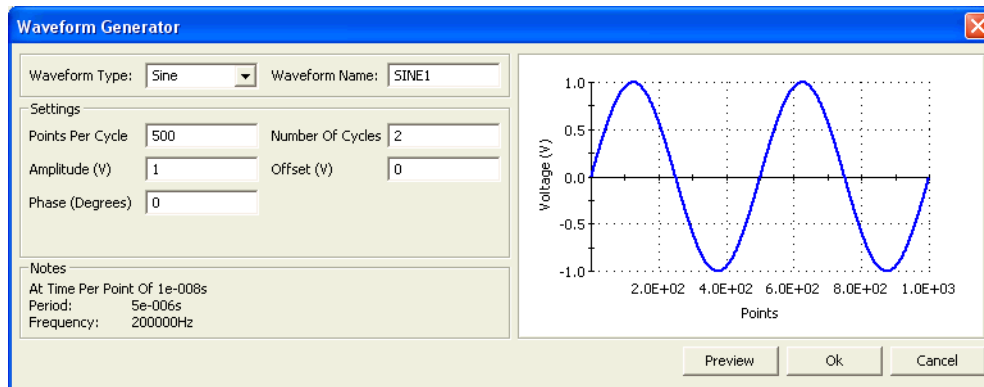 Waveform Generator
Waveform Type: Sine Waveform Name: SINE1
Settings
Points Per Cycle 500 Number Of Cycles 2
Amplitude (V) 1 Offset (V) 0
Phase (Degrees) 0
Notes
At Time Per Point Of 1e-008s
Period: 5e-006s
Frequency: 200000Hz
1.0
0.5
0.0
-0.5
-1.0
Voltage (V)
2.0E+02 4.0E+02 6.0E+02 8.0E+02 1.0E+03
Points
Preview Ok Cancel